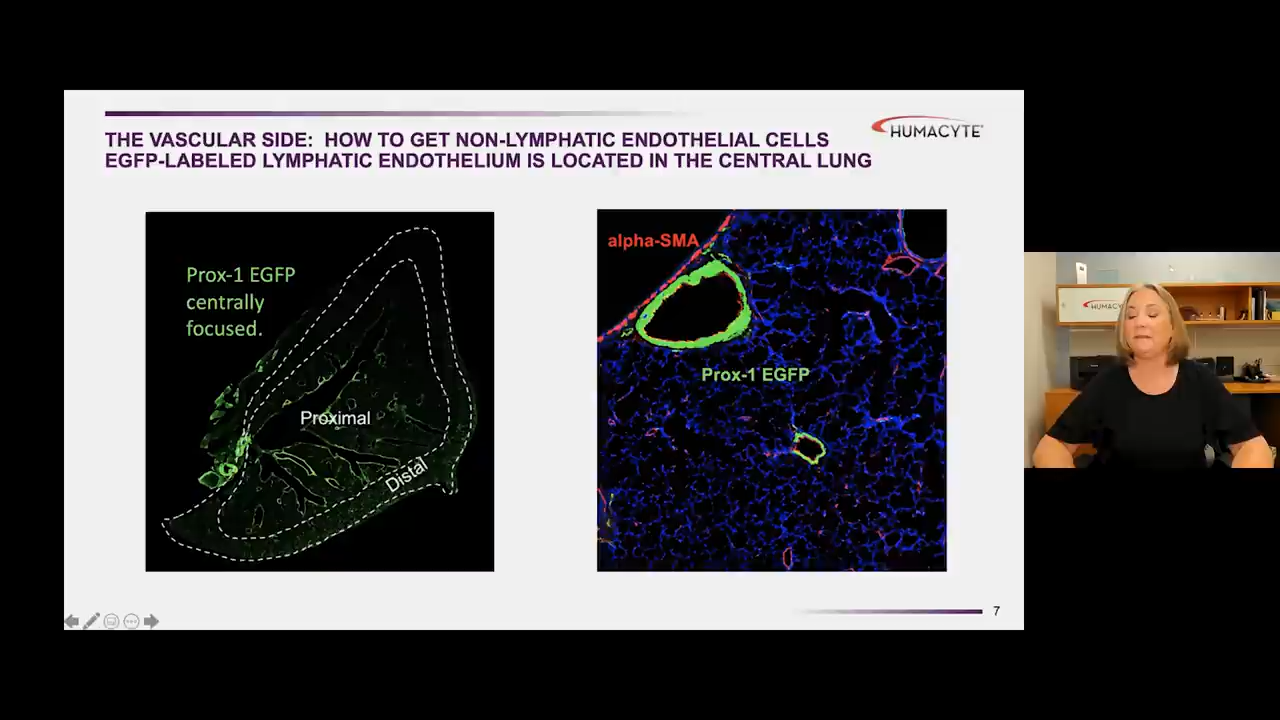 THE VASCULAR SIDE: HOW TO GET NON-LYMPHATIC ENDOTHELIAL CELLS
EGFP-LABELED LYMPHATIC ENDOTHELIUM IS LOCATED IN THE CENTRAL LUNG
HUMACYTE
Prox-1 EGFP
centrally
focused.
Proximal
Distal
alpha-SMA
Prox-1 EGFP
7
HUMACY